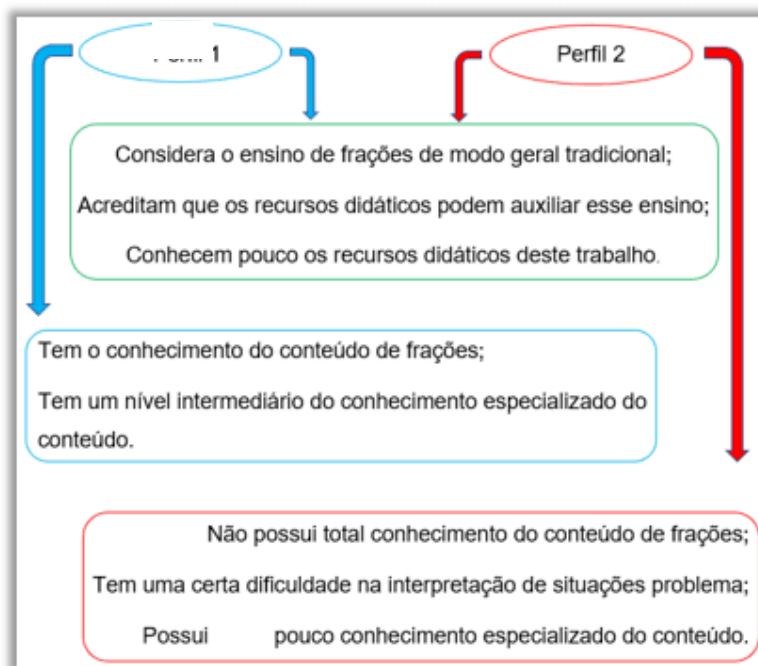 1
Perfil 2
Considera o ensino de frações de modo geral tradicional;
Acreditam que os recursos didáticos podem auxiliar esse ensino;
Conhecem pouco os recursos didáticos deste trabalho.
Tem o conhecimento do conteúdo de frações;
Tem um nível intermediário do conhecimento especializado do
conteúdo.
Não possui total conhecimento do conteúdo de frações;
Tem uma certa dificuldade na interpretação de situações problema;
Possui pouco conhecimento especializado do conteúdo.